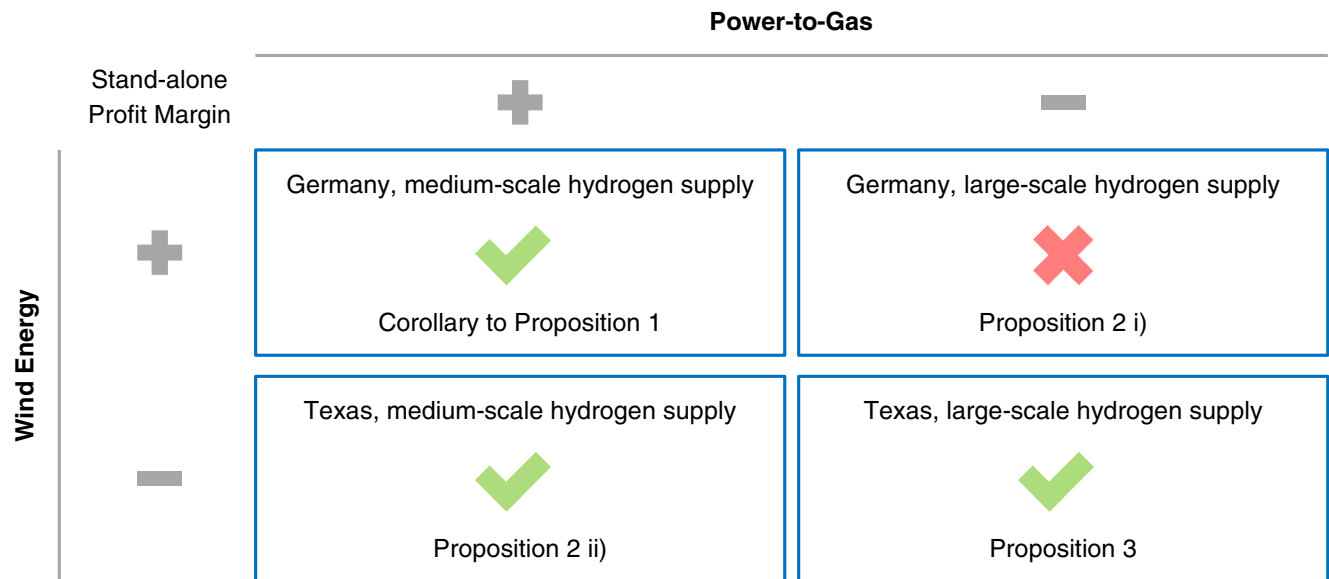 Power-to-Gas
Stand-alone
Profit Margin
Wind Energy
Germany, medium-scale hydrogen supply
Corollary to Proposition 1
Germany, large-scale hydrogen supply
Proposition 2 i)
Texas, medium-scale hydrogen supply
Proposition 2 ii)
Texas, large-scale hydrogen supply
Proposition 3